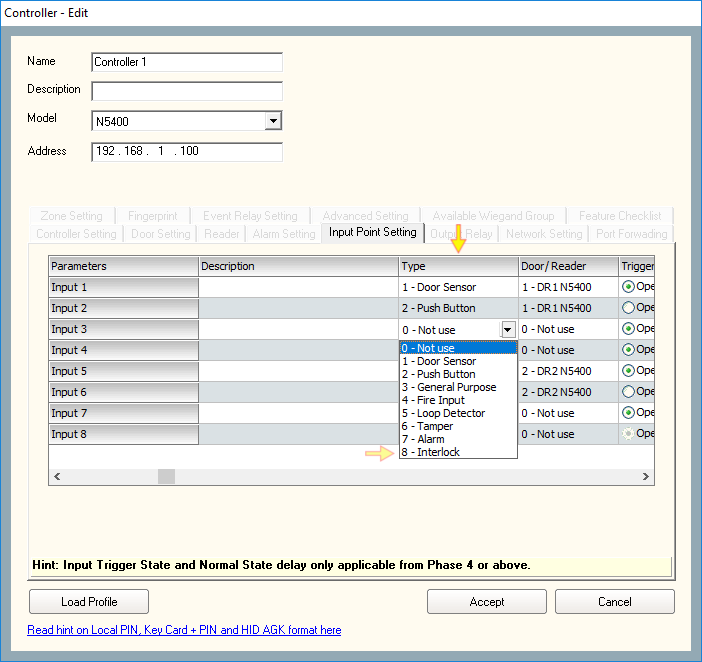 Controller - Edit
Name Controller 1
Description
Model N5400
Address 192 . 168 . 1 . 100
Zone Setting Fingerprint Event Relay Setting Advanced Setting Available Wiegand Group Feature Checklist
Controller Setting Door Setting Reader Alarm Setting Input Point Setting Output Relay Network Setting Port Forwading
Parameters Description Type Door/ Reader Trigger
Input 1 1 - Door Sensor 1 - DR1 N5400 Ope
Input 2 2 - Push Button 1 - DR1 N5400 Ope
Input 3 0 - Not use 0 - Not use Ope
Input 4 0 - Not use 0 - Not use Ope
1 - Door Sensor
Input 5 2 - Push Button 2 - DR2 N5400 Ope
3 - General Purpose
Input 6 4 - Fire Input 2 - DR2 N5400 Ope
5 - Loop Detector
Input 7 6 - Tamper 0 - Not use Ope
Input 8 7 - Alarm 0 - Not use Ope
8 - Interlock
Hint: Input Trigger State and Normal State delay only applicable from Phase 4 or above.
Load Profile Accept Cancel
Read hint on Local PIN, Key Card + PIN and HID AGK format here